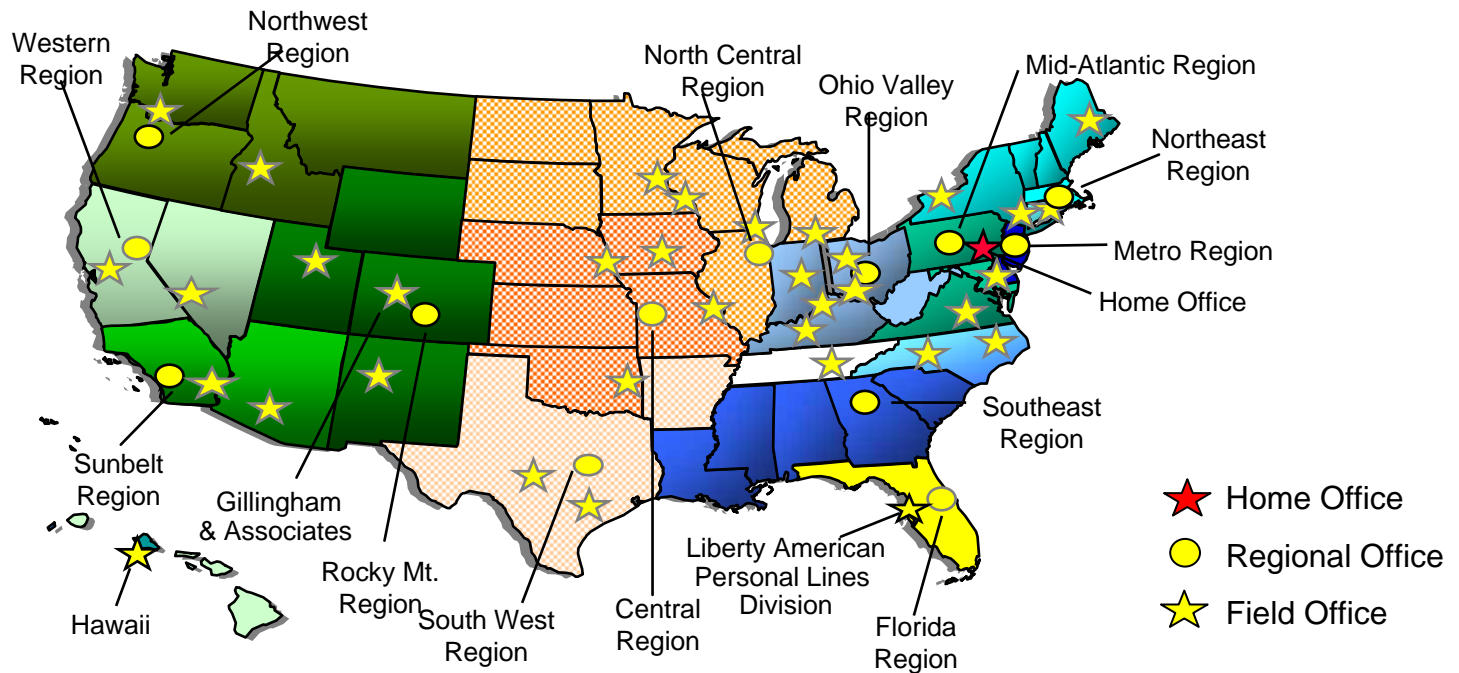 Northwest
Region
Western
Region
North Central
Region
Mid-Atlantic Region
Ohio Valley
Region
Northeast
Region
Metro Region
Home Office
Southeast
Region
Sunbelt
Region
Gillingham
& Associates
Rocky Mt.
Region
South West
Region
Central
Region
Liberty American
Personal Lines
Division
Florida
Region
Hawaii
Home Office
Regional Office
Field Office